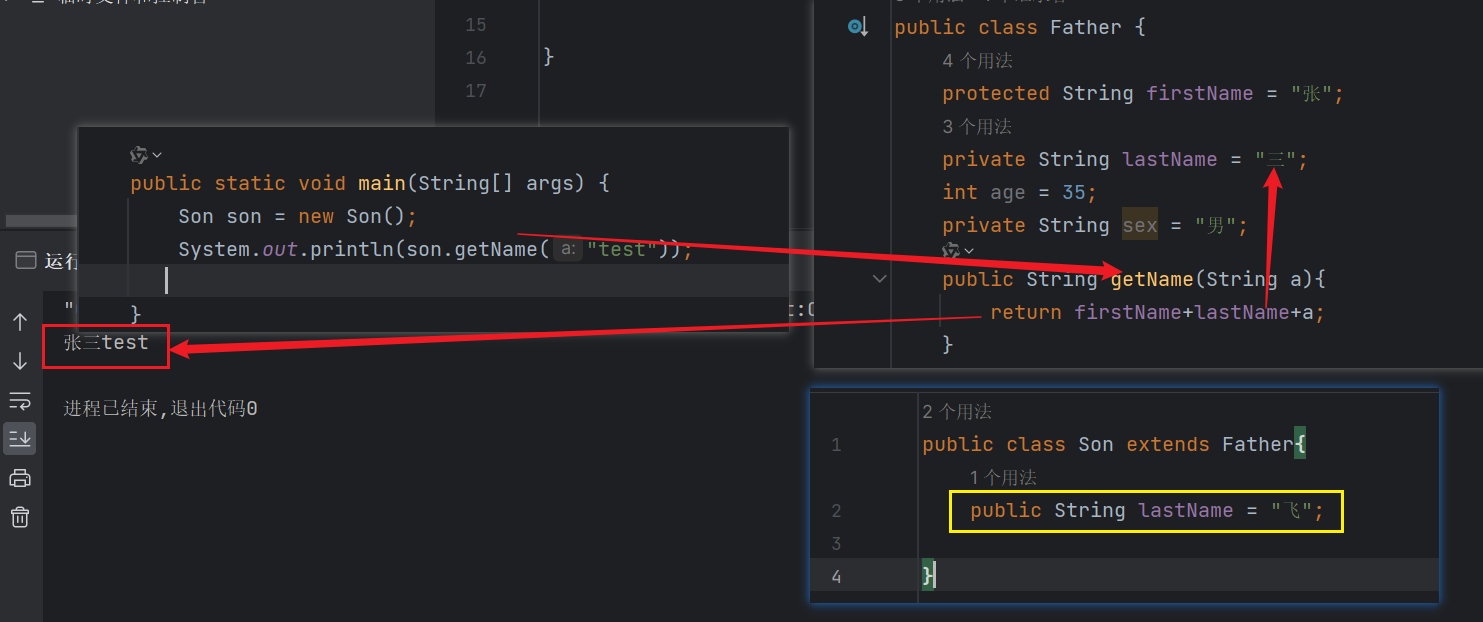 15
16 }
17
public static void main(String[] args) {
Son son = new Son();
System.out.println(son.getName( a: "test"));
}
运行
"
张三test
进程已结束,退出代码0
public class Father {
4 个用法
protected String firstName = "张";
3 个用法
private String lastName = "三";
int age = 35;
private String sex = "男";
public String getName(String a){
return firstName+lastName+a;
}
2 个用法
1 public class Son extends Father{
1 个用法
2 public String lastName = "飞";
3
4 }